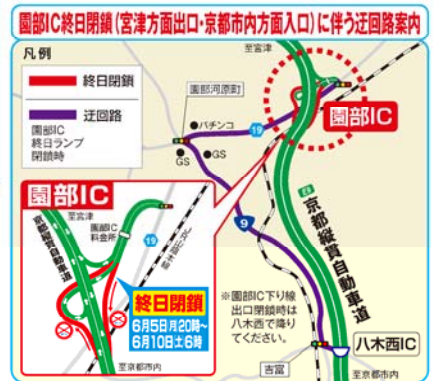 園部IC終日閉鎖(宮津方面出口・京都市内方面入口)に伴う迂回路案内
凡例
終日閉鎖
迂回路
園部IC
終日ランプ
閉鎖時
至宮津
園部河原町
パチンコ
19
GS
GS
園部IC
9
E9
京都縦貫自動車道
園部IC
至宮津
京都縦貫自動車道
園部IC
料金所
19
JR山陰本線
終日閉鎖
6月5日(月)20時~
6月10日(土)6時
至京都市内
※園部IC下り線
出口閉鎖時は
八木西で降り
てください。
八木西IC
吉富
至京都市内